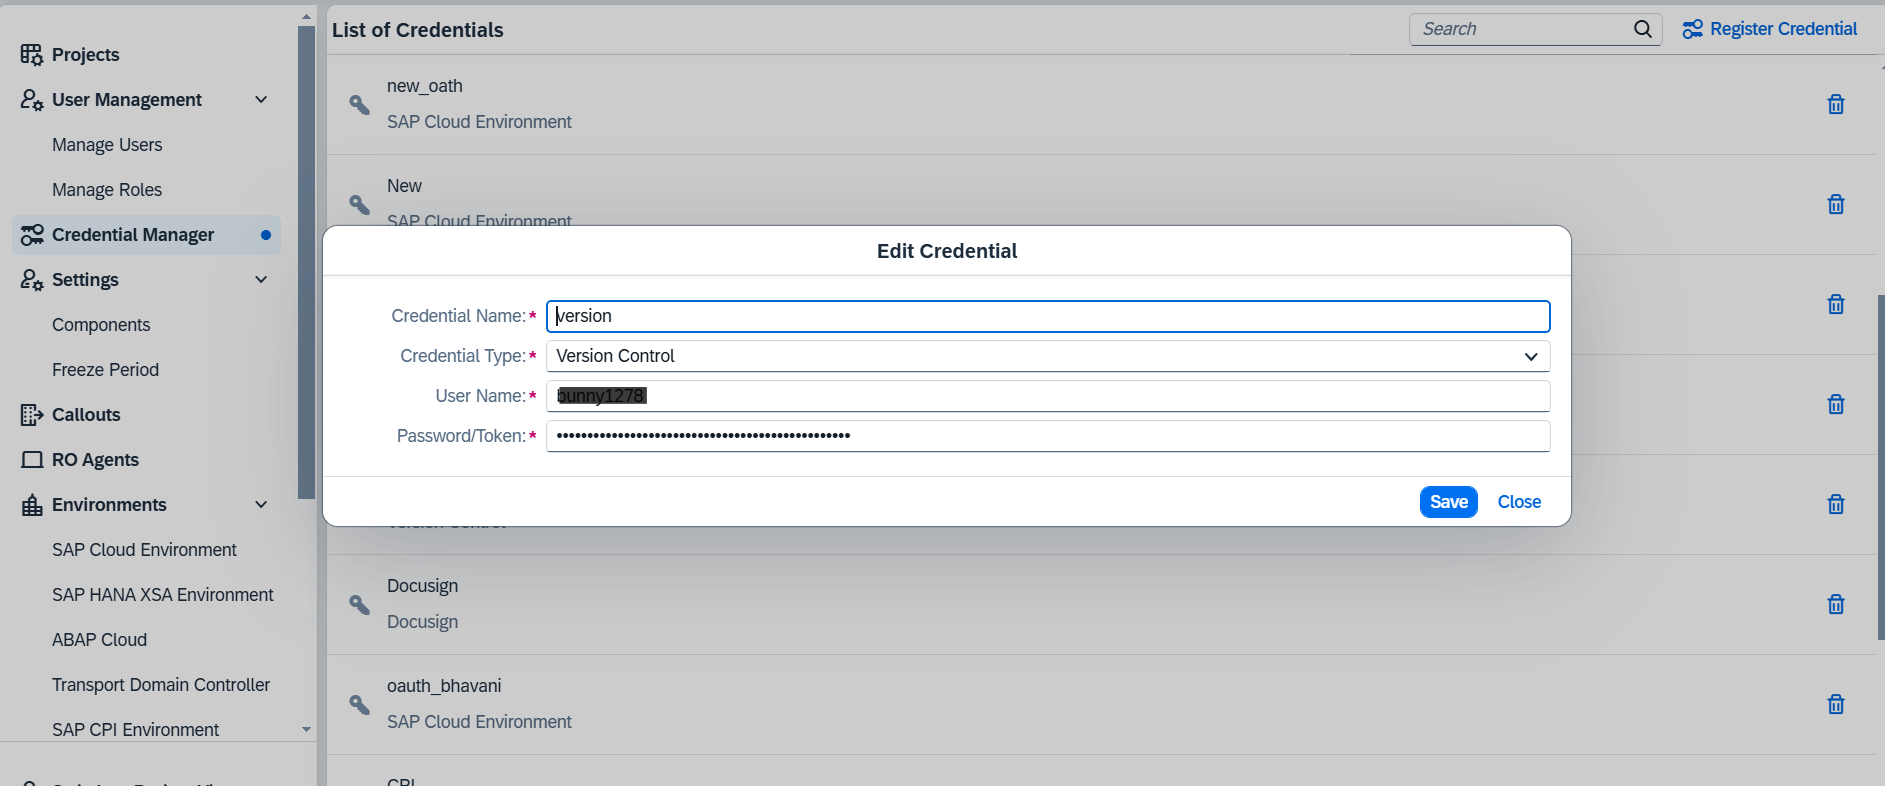 Projects
User Management
Manage Users
Manage Roles
Credential Manager
Settings
Components
Freeze Period
Callouts
RO Agents
Environments
SAP Cloud Environment
SAP HANA XSA Environment
ABAP Cloud
Transport Domain Controller
SAP CPI Environment
List of Credentials
Search
Register Credential
new_oath
SAP Cloud Environment
New
SAP Cloud Environment
Edit Credential
Credential Name:* version
Credential Type:* Version Control
User Name:* bunny1278
Password/Token:* ••••••••••••••••••••••••••••••••••••••••••••••••
Save Close
Version Control
Docusign
Docusign
oauth_bhavani
SAP Cloud Environment